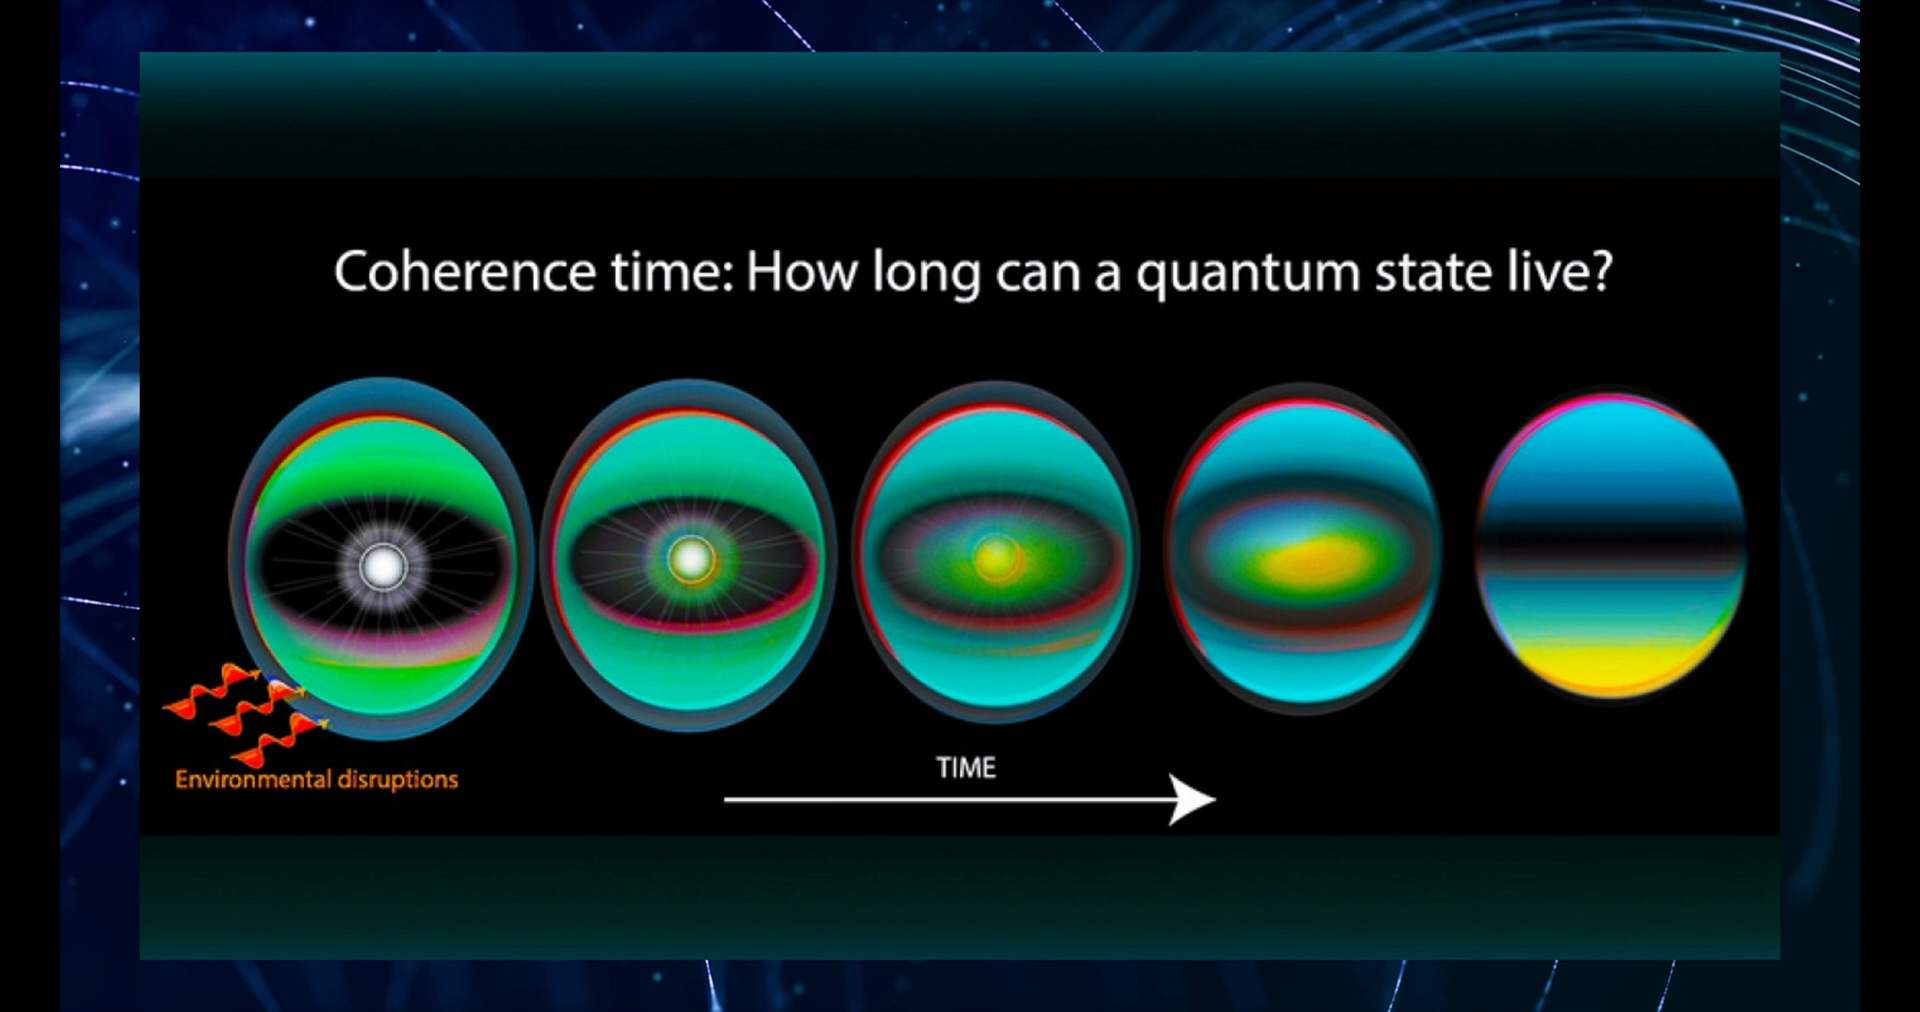 Coherence time: How long can a quantum state live?
Environmental disruptions
TIME